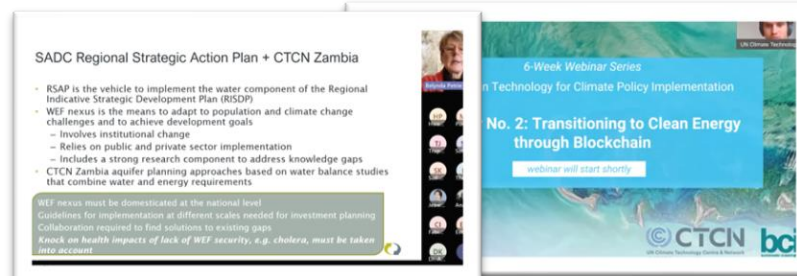 SADC Regional Strategic Action Plan + CTCN Zambia
RSAP is the vehicle to implement the water component of the Regional
Indicative Strategic Development Plan (RISDP)
WEF nexus is the means to adapt to population and climate change
challenges and to achieve development goals
– Involves institutional change
– Relies on public and private sector implementation
– Includes a strong research component to address knowledge gaps
CTCN Zambia aquifer planning approaches based on water balance studies
that combine water and energy requirements
WEF nexus must be domesticated at the national level
Guidelines for implementation at different scales needed for investment planning
Collaboration required to find solutions to existing gaps
Knock on health impacts of lack of WEF security, e.g. cholera, must be taken
into account
HP
TJ
SK
CI
DK
UN Climate Technolog
6-Week Webinar Series
n Technology for Climate Policy Implementation
No. 2: Transitioning to Clean Energy
through Blockchain
webinar will start shortly
CTCN
UN Climate Technology Centre & Network
bci